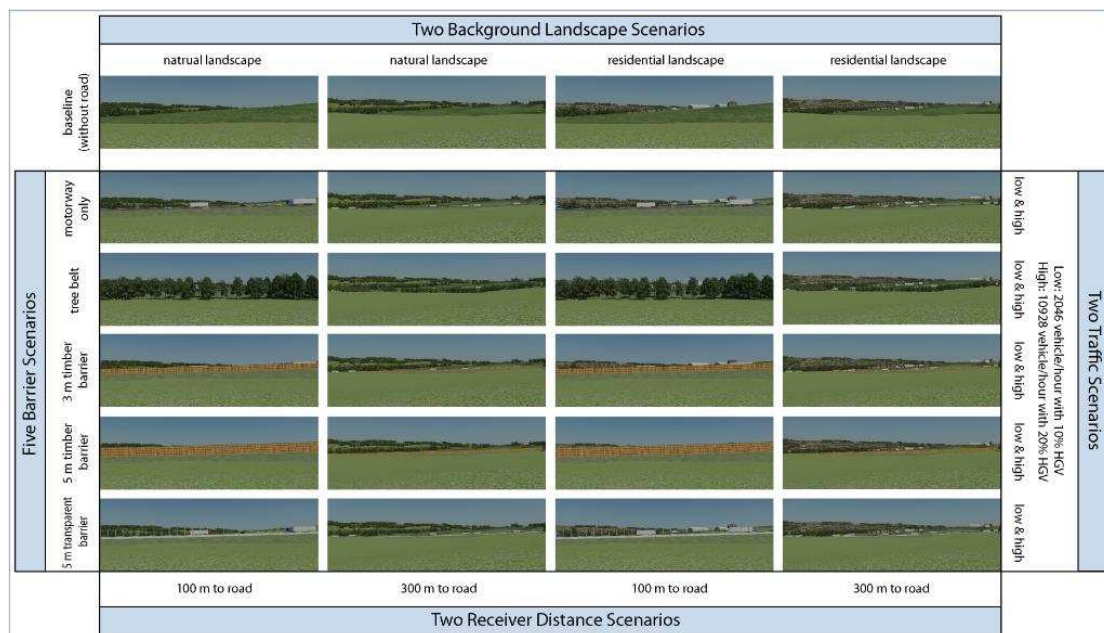 Two Background Landscape Scenarios
natrual landscape
natural landscape
residential landscape
residential landscape
baseline
(without road)
Five Barrier Scenarios
motorway
only
low & high
tree belt
low & high
3 m timber
barrier
low & high
5 m timber
barrier
low & high
5 m transparent
barrier
low & high
Low: 2046 vehicle/hour with 10% HGV
High: 10928 vehicle/hour with 20% HGV
Two Traffic Scenarios
100 m to road
300 m to road
100 m to road
300 m to road
Two Receiver Distance Scenarios